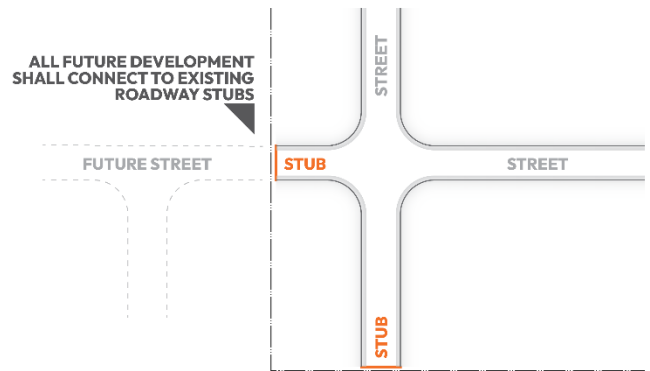 ALL FUTURE DEVELOPMENT
SHALL CONNECT TO EXISTING
ROADWAY STUBS
STREET
FUTURE STREET
STUB
STREET
STUB